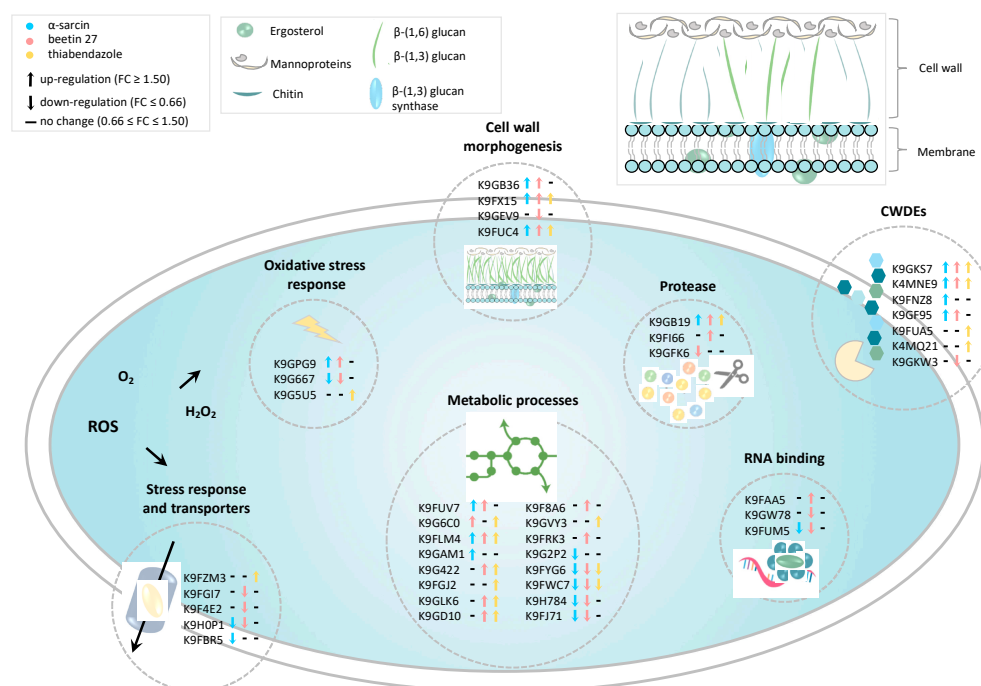 α-sarcin
beetin 27
thiabendazole
up-regulation (FC ≥ 1.50)
down-regulation (FC ≤ 0.66)
no change (0.66 ≤ FC ≤ 1.50)
Ergosterol
Mannoproteins
Chitin
β-(1,6) glucan
β-(1,3) glucan
β-(1,3) glucan
synthase
Cell wall
Membrane
Cell wall
morphogenesis
K9GB36 ↑ ↑ -
K9FX15 ↑ ↑ ↑
K9GEV9 - ↓ -
K9FUC4 ↑ ↑ ↑
CWDEs
K9GKS7 ↑ ↑ ↑
K4MNE9 ↑ ↑ ↑
K9FNZ8 ↑ - -
K9GF95 ↑ ↑ -
K9FUA5 - - ↑
K4MQ21 - - ↑
K9GKW3 - ↓ -
Oxidative stress
response
K9GPG9 ↑ ↑ -
K9G667 ↓ ↓ -
K9G5U5 - - ↑
Protease
K9GB19 ↑ ↑ ↑
K9FI66 - ↑ -
K9GFK6 ↓ - -
O₂
H₂O₂
ROS
Metabolic processes
K9FUV7 ↑ ↑ -
K9G6C0 ↑ - ↑
K9FLM4 ↑ ↑ ↑
K9GAM1 ↑ - -
K9G422 - ↑ ↑
K9FGJ2 - - ↑
K9GLK6 - ↑ ↑
K9GD10 - ↑ ↑
K9F8A6 - ↑ -
K9GVY3 - - ↑
K9FRK3 - ↑ -
K9G2P2 ↓ - -
K9FYG6 ↓ ↓ ↓
K9FWC7 ↓ ↓ ↓
K9H784 ↓ ↓ -
K9FJ71 ↓ ↓ -
RNA binding
K9FAA5 - ↑ -
K9GW78 - ↓ -
K9FUM5 ↓ ↓ -
Stress response
and transporters
K9FZM3 - - ↑
K9FGI7 - ↓ -
K9F4E2 - ↓ -
K9H0P1 ↓ ↓ -
K9FBR5 ↓ - -